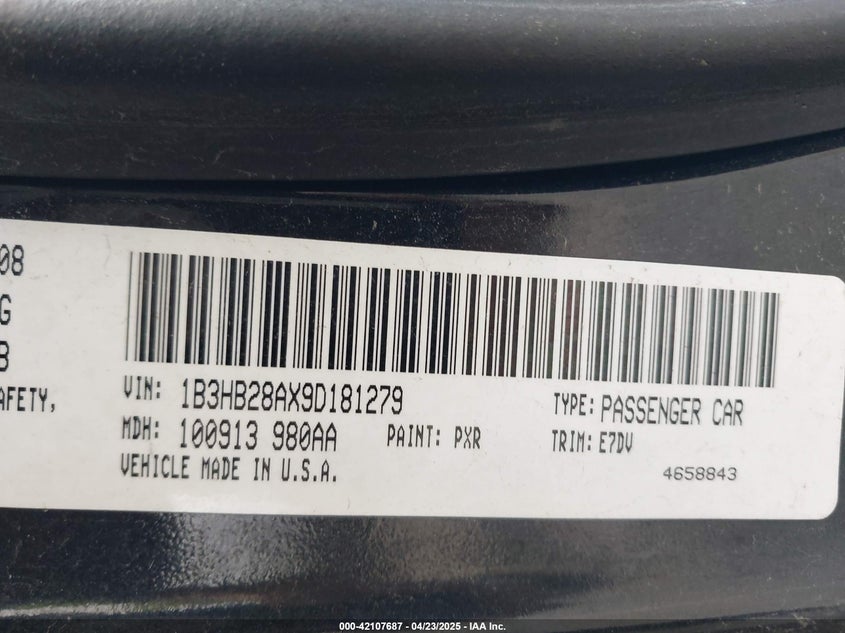 08
G
B
AFETY,
VIN: 1B3HB28AX9D181279
TYPE: PASSENGER CAR
MDH: 100913 980AA
PAINT: PXR
TRIM: E7DV
VEHICLE MADE IN U.S.A.
4658843
000-42107687 - 04/23/2025 - IAA Inc.